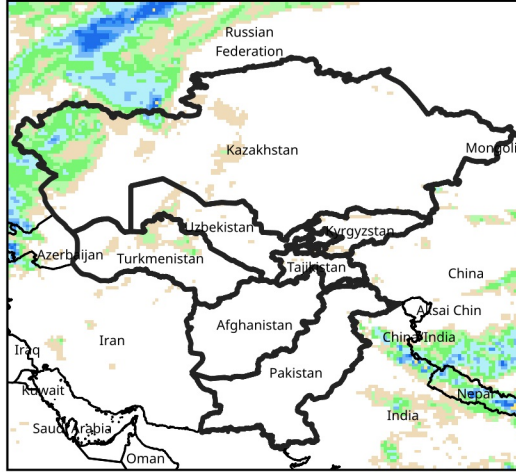 Russian
Federation
Kazakhstan
Mongoli
Uzbekistan
Kyrgyzstan
Azerbaijan
Turkmenistan
Tajikistan
China
Aksai Chin
Afghanistan
China/India
Iran
Iraq
Pakistan
Kuwait
Nepal
India
Saudi Arabia
Oman